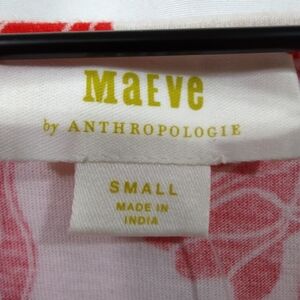 MaEve
by ANTHROPOLOGIE
SMALL
MADE IN
INDIA